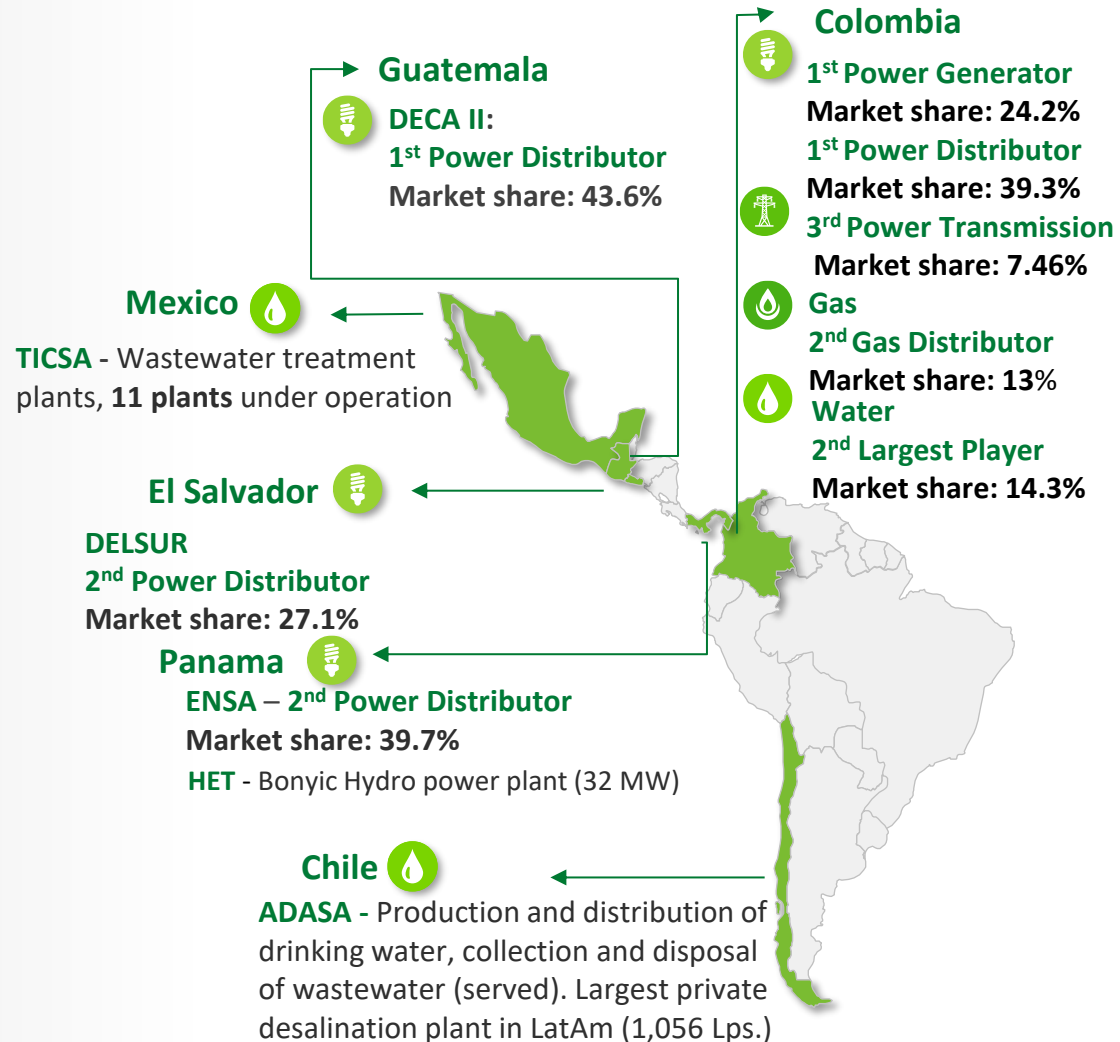 Guatemala
DECA II:
1st Power Distributor
Market share: 43.6%
Colombia
1st Power Generator
Market share: 24.2%
1st Power Distributor
Market share: 39.3%
3rd Power Transmission
Market share: 7.46%
Gas
2nd Gas Distributor
Market share: 13%
Water
2nd Largest Player
Market share: 14.3%
Mexico
TICSA - Wastewater treatment
plants, 11 plants under operation
El Salvador
DELSUR
2nd Power Distributor
Market share: 27.1%
Panama
ENSA – 2nd Power Distributor
Market share: 39.7%
HET - Bonyic Hydro power plant (32 MW)
Chile
ADASA - Production and distribution of
drinking water, collection and disposal
of wastewater (served). Largest private
desalination plant in LatAm (1,056 Lps.)